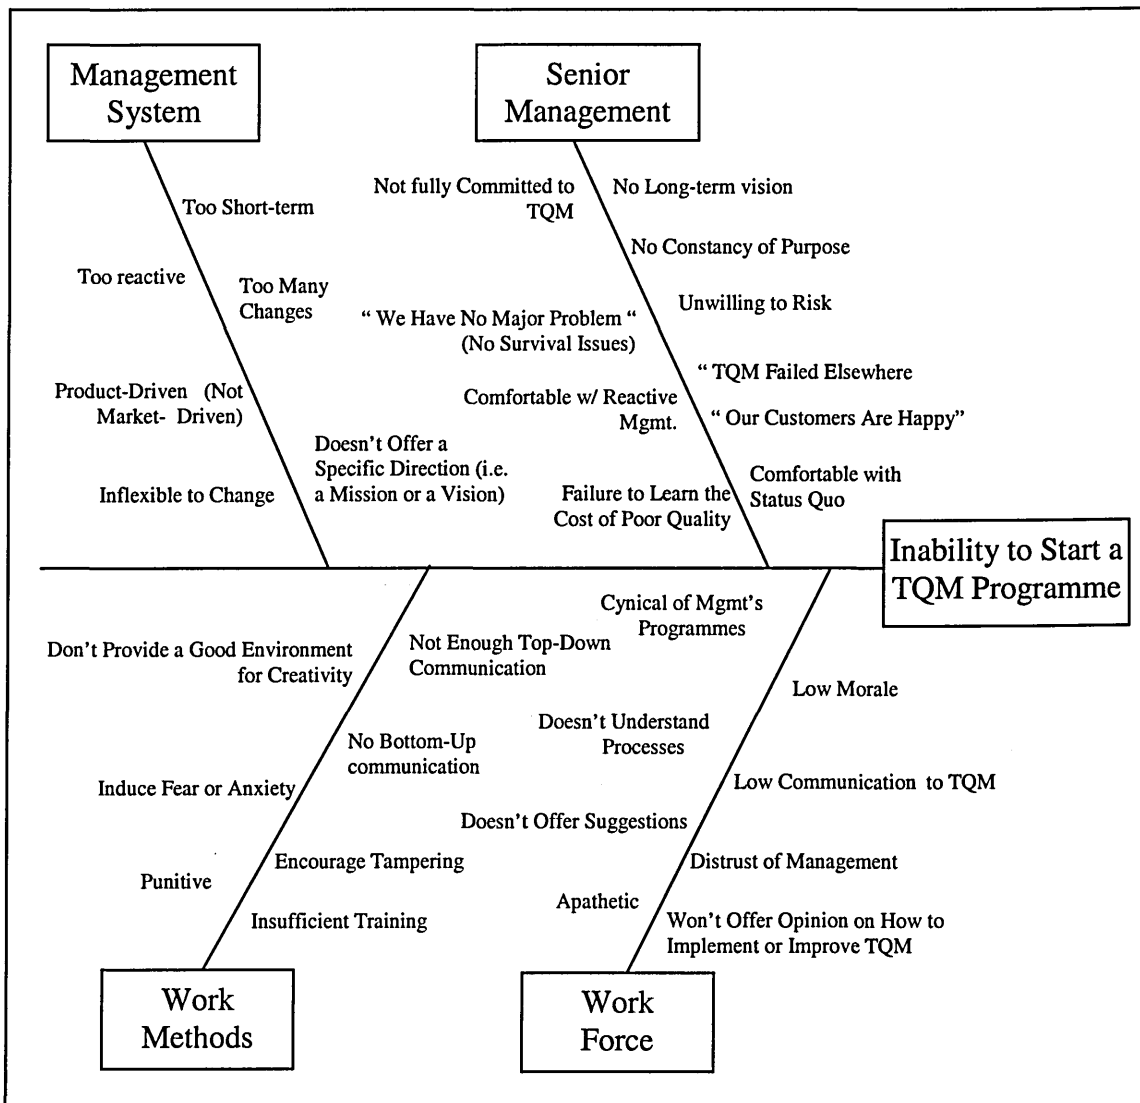 Management
System
Senior
Management
Too Short-term
Too reactive
Too Many
Changes
Product-Driven (Not
Market- Driven)
Doesn't Offer a
Specific Direction (i.e.
a Mission or a Vision)
Inflexible to Change
Not fully Committed to
TQM
No Long-term vision
No Constancy of Purpose
Unwilling to Risk
“ We Have No Major Problem “
(No Survival Issues)
“ TQM Failed Elsewhere
Comfortable w/ Reactive
Mgmt.
“ Our Customers Are Happy”
Comfortable with
Status Quo
Failure to Learn the
Cost of Poor Quality
Inability to Start a
TQM Programme
Don't Provide a Good Environment
for Creativity
Not Enough Top-Down
Communication
No Bottom-Up
communication
Induce Fear or Anxiety
Encourage Tampering
Punitive
Insufficient Training
Work
Methods
Cynical of Mgmt's
Programmes
Low Morale
Doesn't Understand
Processes
Low Communication to TQM
Doesn't Offer Suggestions
Distrust of Management
Apathetic
Won't Offer Opinion on How to
Implement or Improve TQM
Work
Force